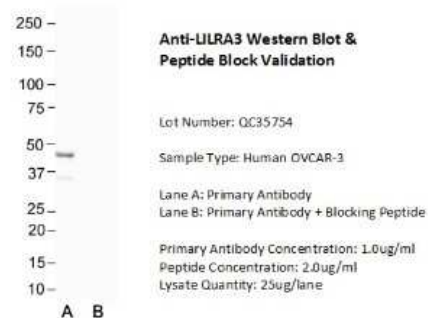 250
150
100
75
50
37
25
20
15
10
A B
Anti-LILRA3 Western Blot &
Peptide Block Validation
Lot Number: QC35754
Sample Type: Human OVCAR-3
Lane A: Primary Antibody
Lane B: Primary Antibody + Blocking Peptide
Primary Antibody Concentration: 1.0ug/ml
Peptide Concentration: 2.0ug/ml
Lysate Quantity: 25ug/lane